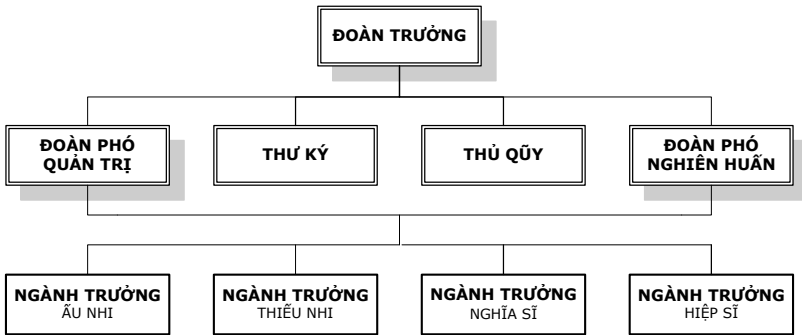 ĐOÀN TRƯỞNG
ĐOÀN PHÓ
QUẢN TRỊ
THƯ KÝ
THỦ QŨY
ĐOÀN PHÓ
NGHIÊN HUẤN
NGÀNH TRƯỞNG
ẤU NHI
NGÀNH TRƯỞNG
THIẾU NHI
NGÀNH TRƯỞNG
NGHĨA SĨ
NGÀNH TRƯỞNG
HIỆP SĨ